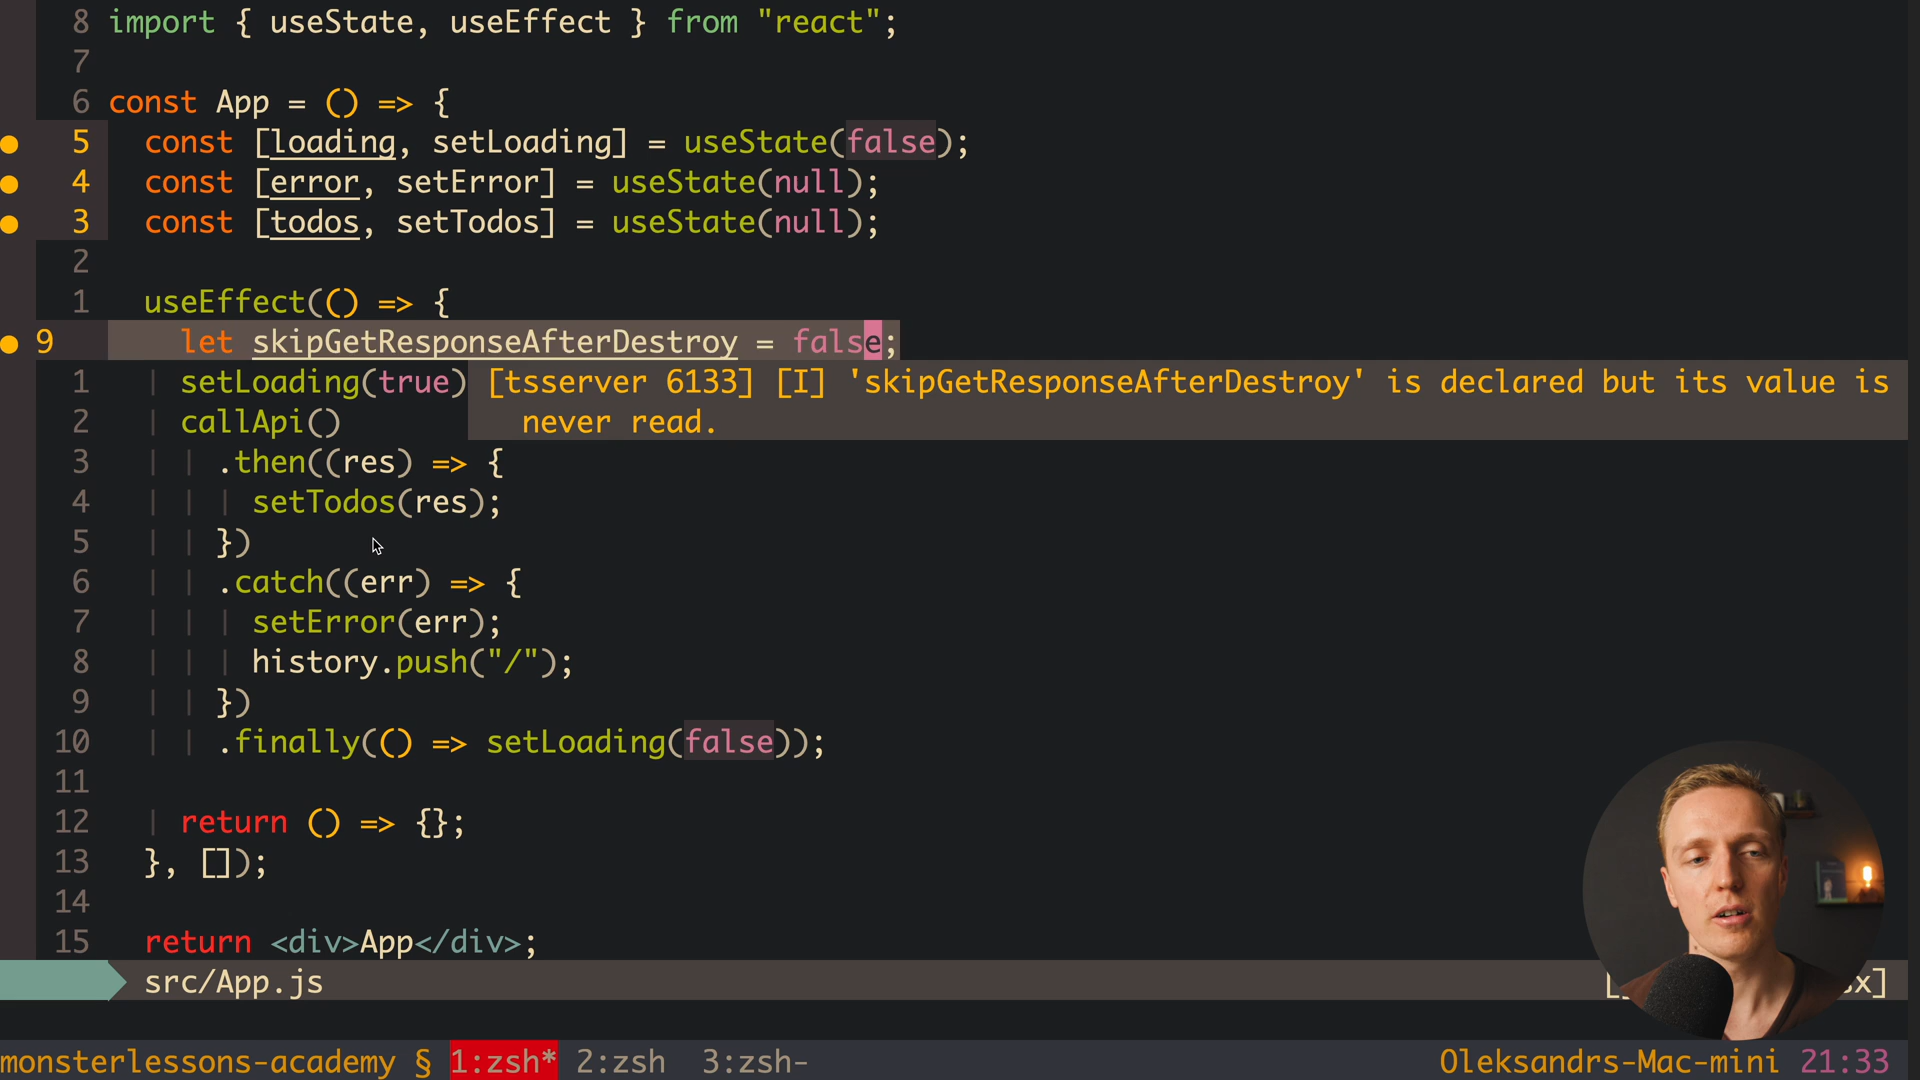 8 import { useState, useEffect } from "react";
7
6 const App = () => {
5 const [loading, setLoading] = useState(false);
4 const [error, setError] = useState(null);
3 const [todos, setTodos] = useState(null);
2
1 useEffect(() => {
9 let skipGetResponseAfterDestroy = false;
1 setLoading(true) [tsserver 6133] [I] 'skipGetResponseAfterDestroy' is declared but its value is
2 callApi() never read.
3 .then((res) => {
4 setTodos(res);
5 })
6 .catch((err) => {
7 setError(err);
8 history.push("/");
9 })
10 .finally(() => setLoading(false));
11
12 return () => {};
13 }, []);
14
15 return <div>App</div>;
src/App.js
monsterlessons-academy § 1:zsh* 2:zsh 3:zsh- Oleksandrs-Mac-mini 21:33